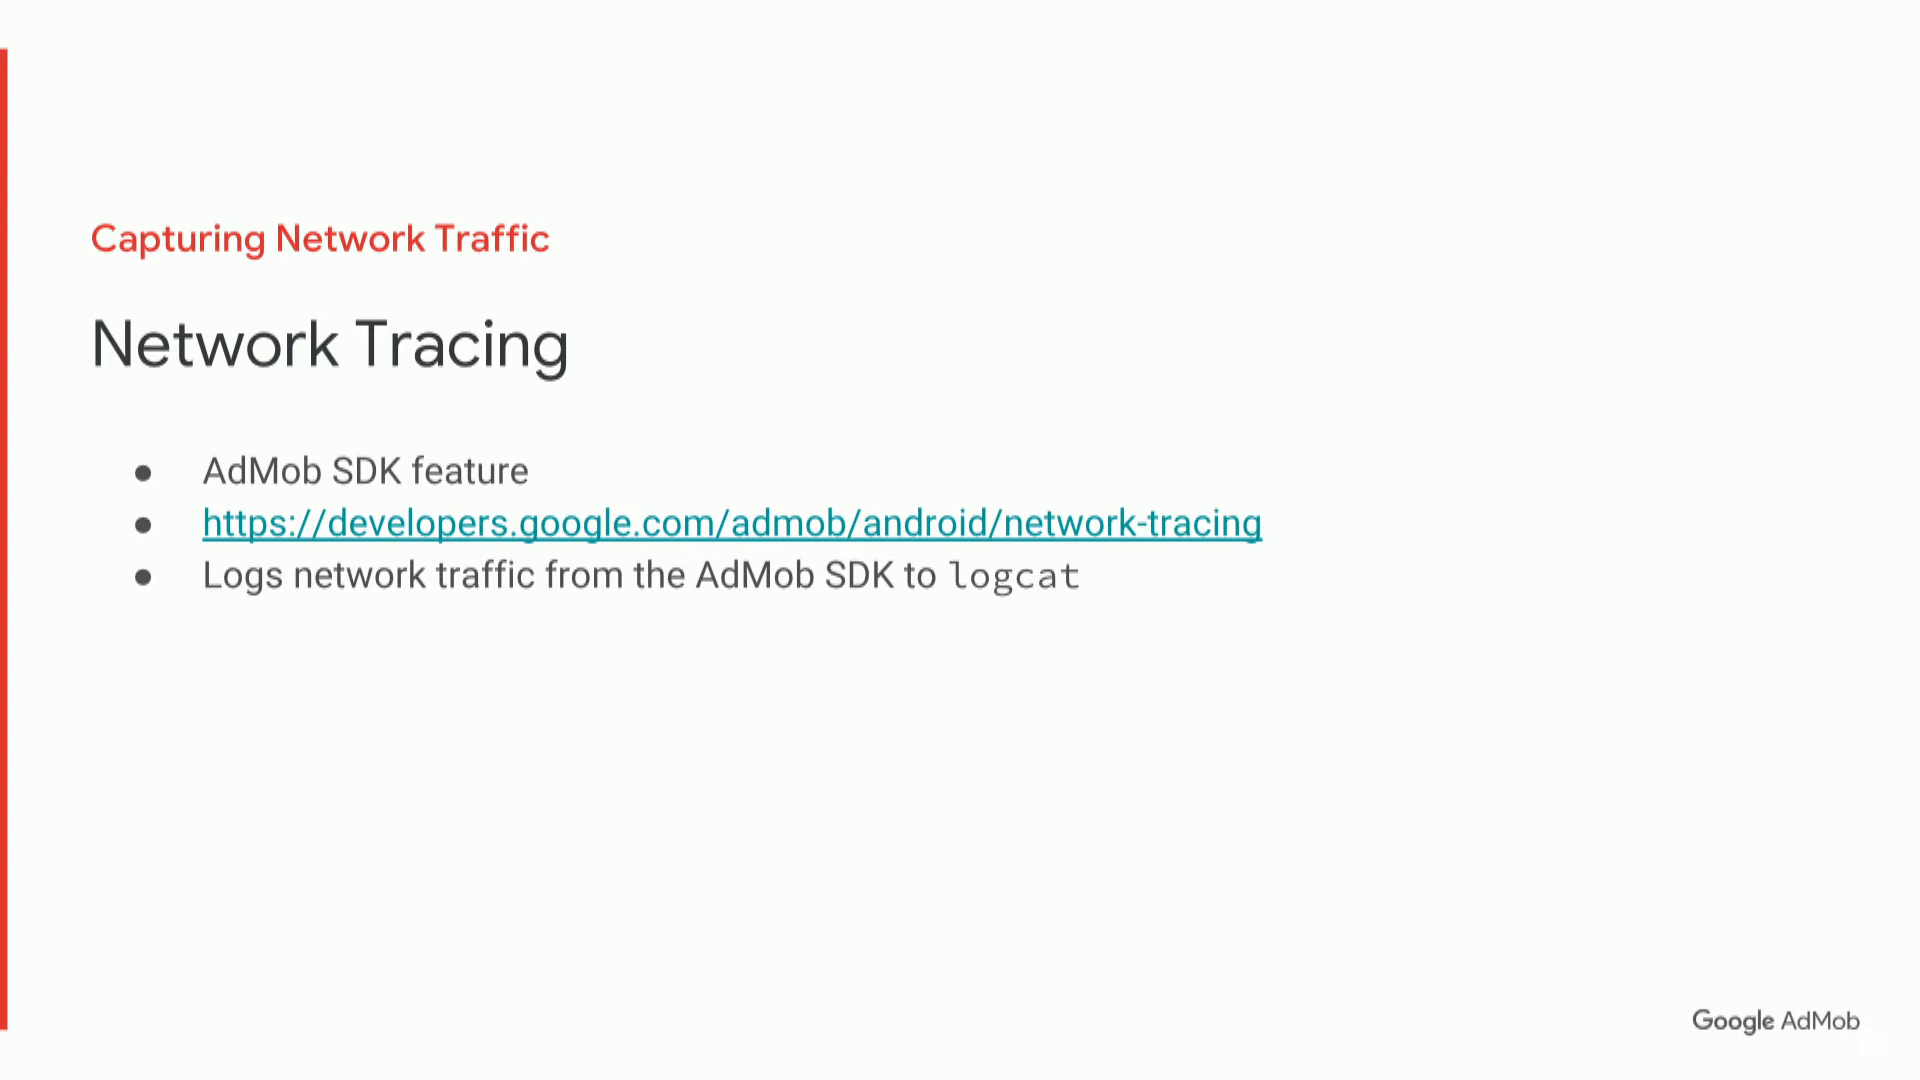 Capturing Network Traffic
Network Tracing
● AdMob SDK feature
● https://developers.google.com/admob/android/network-tracing
● Logs network traffic from the AdMob SDK to logcat
Google AdMob